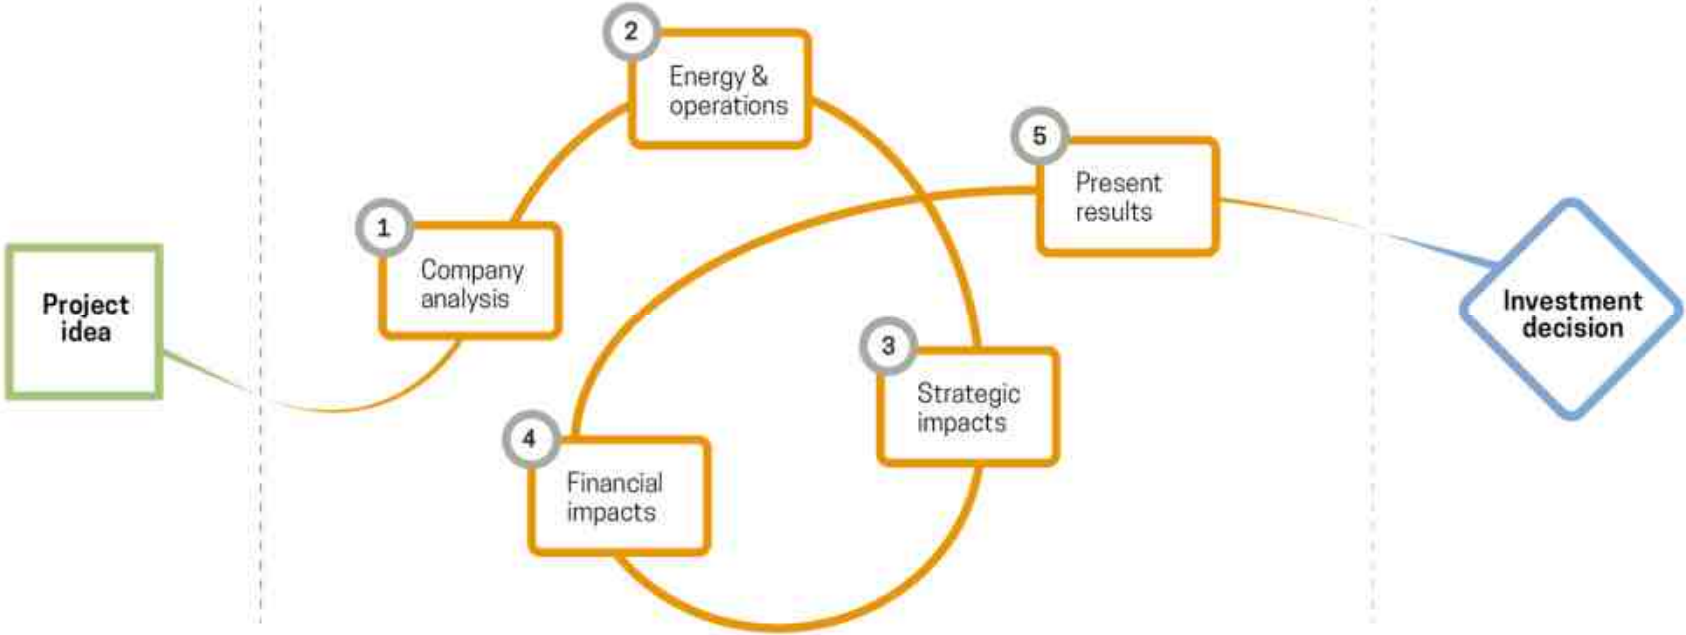 Project
idea
1
Company
analysis
2
Energy &
operations
3
Strategic
impacts
4
Financial
impacts
5
Present
results
Investment
decision